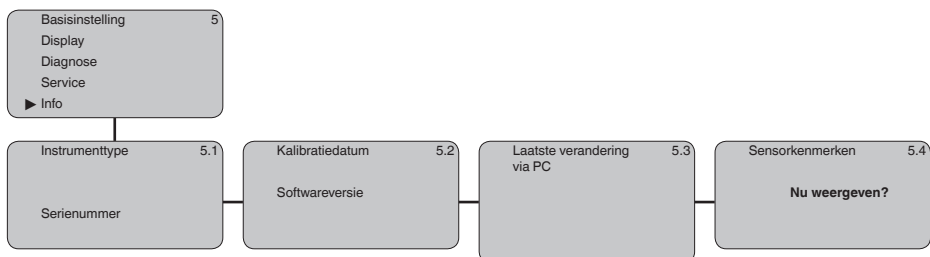 Basisinstelling 5
Display
Diagnose
Service
▶ Info
Instrumenttype 5.1
Serienummer
Kalibratiedatum 5.2
Softwareversie
Laatste verandering 5.3
via PC
Sensorkenmerken 5.4
Nu weergeven?